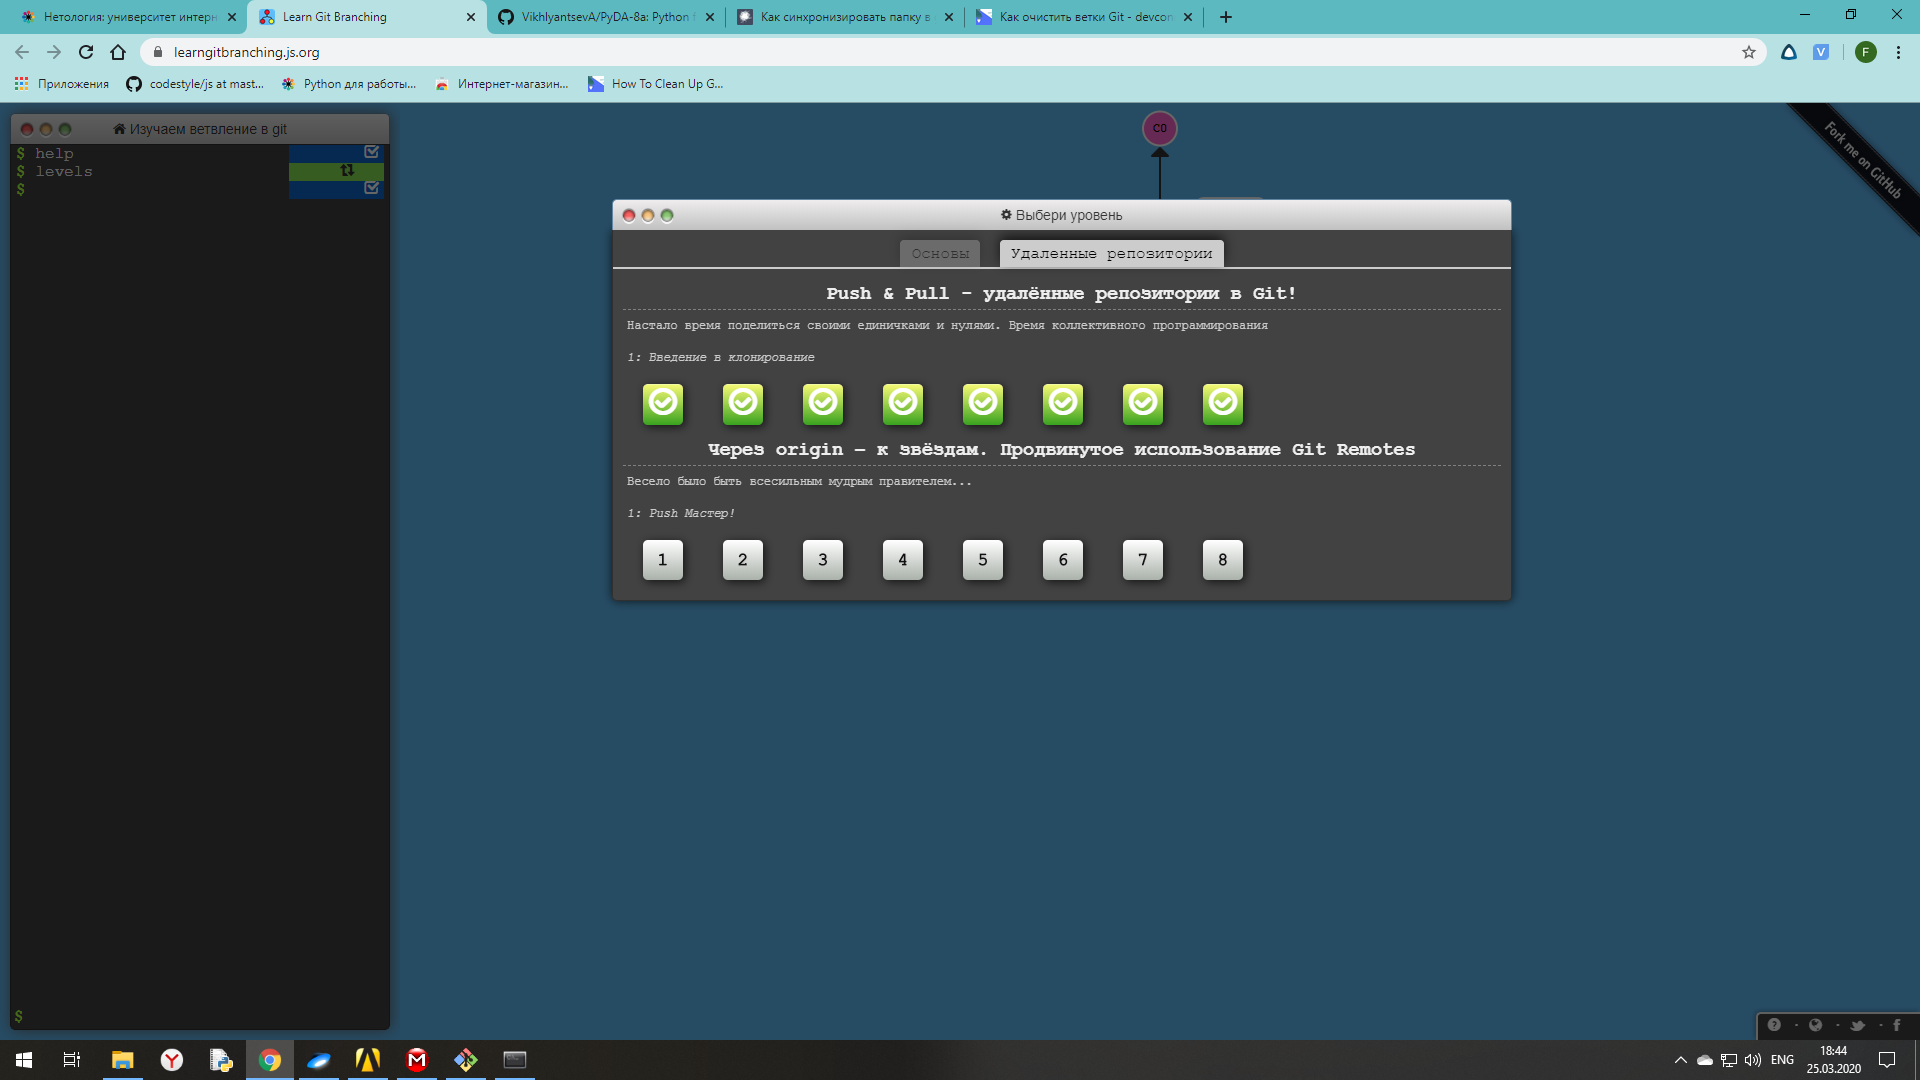 Нетология: университет интерн
Learn Git Branching
VikhlyantsevA/PyDA-8a: Python f
Как синхронизировать папку в
Как очистить ветки Git - devcon
learngitbranching.js.org
V
F
Приложения
codestyle/js at mast...
Python для работы...
Интернет-магазин...
How To Clean Up G...
Изучаем ветвление в git
$ help
$ levels
$
$
C0
Fork me on GitHub
Выбери уровень
Основы
Удаленные репозитории
Push & Pull - удалённые репозитории в Git!
Настало время поделиться своими единичками и нулями. Время коллективного программирования
1: Введение в клонирование
Через origin – к звёздам. Продвинутое использование Git Remotes
Весело было быть всесильным мудрым правителем...
1: Push Мастер!
1 2 3 4 5 6 7 8
ENG
18:44
25.03.2020